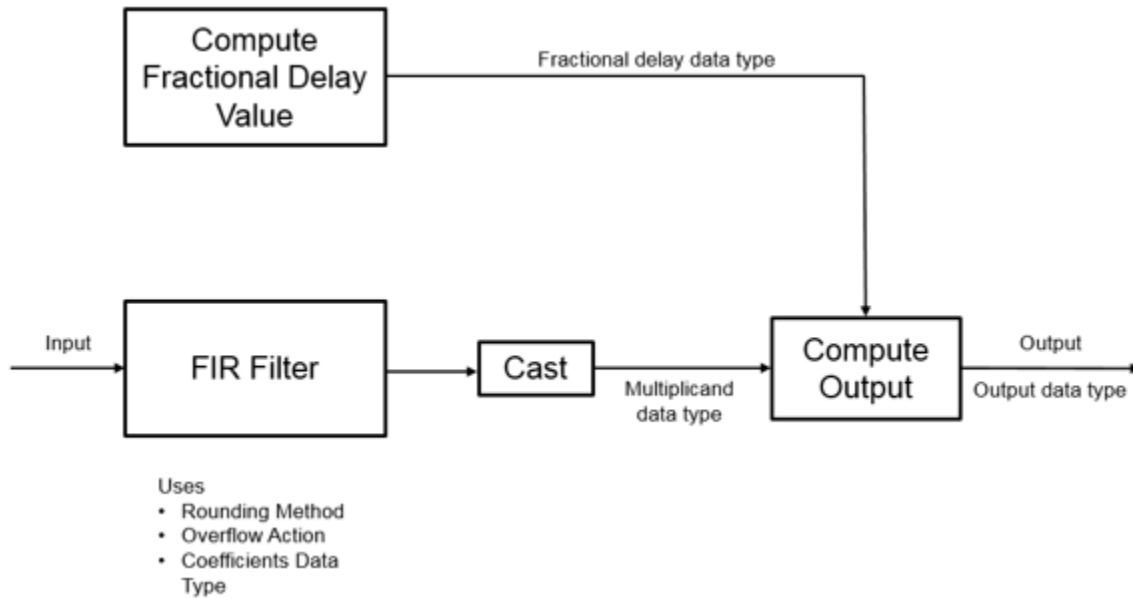 Compute
Fractional Delay
Value
Fractional delay data type
Input
FIR Filter
Cast
Multiplicand
data type
Compute
Output
Output
Output data type
Uses
• Rounding Method
• Overflow Action
• Coefficients Data
Type